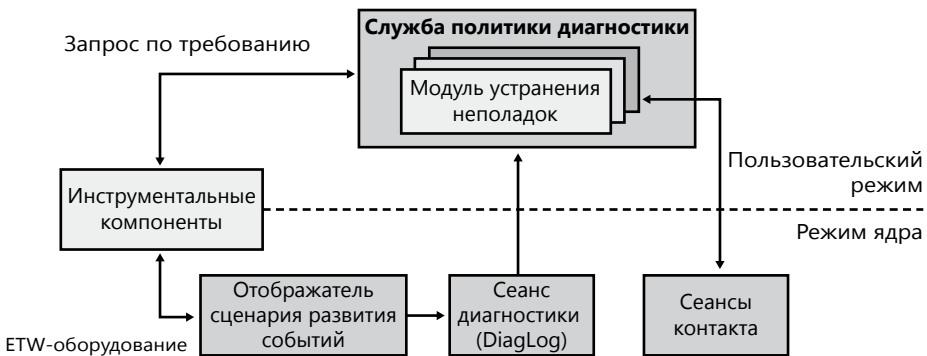 Служба политики диагностики
Запрос по требованию
Модуль устранения
неполадок
Пользовательский
режим
Инструментальные
компоненты
Режим ядра
Отображатель
сценария развития
событий
Сеанс
диагностики
(DiagLog)
Сеансы
контакта
ETW-оборудование